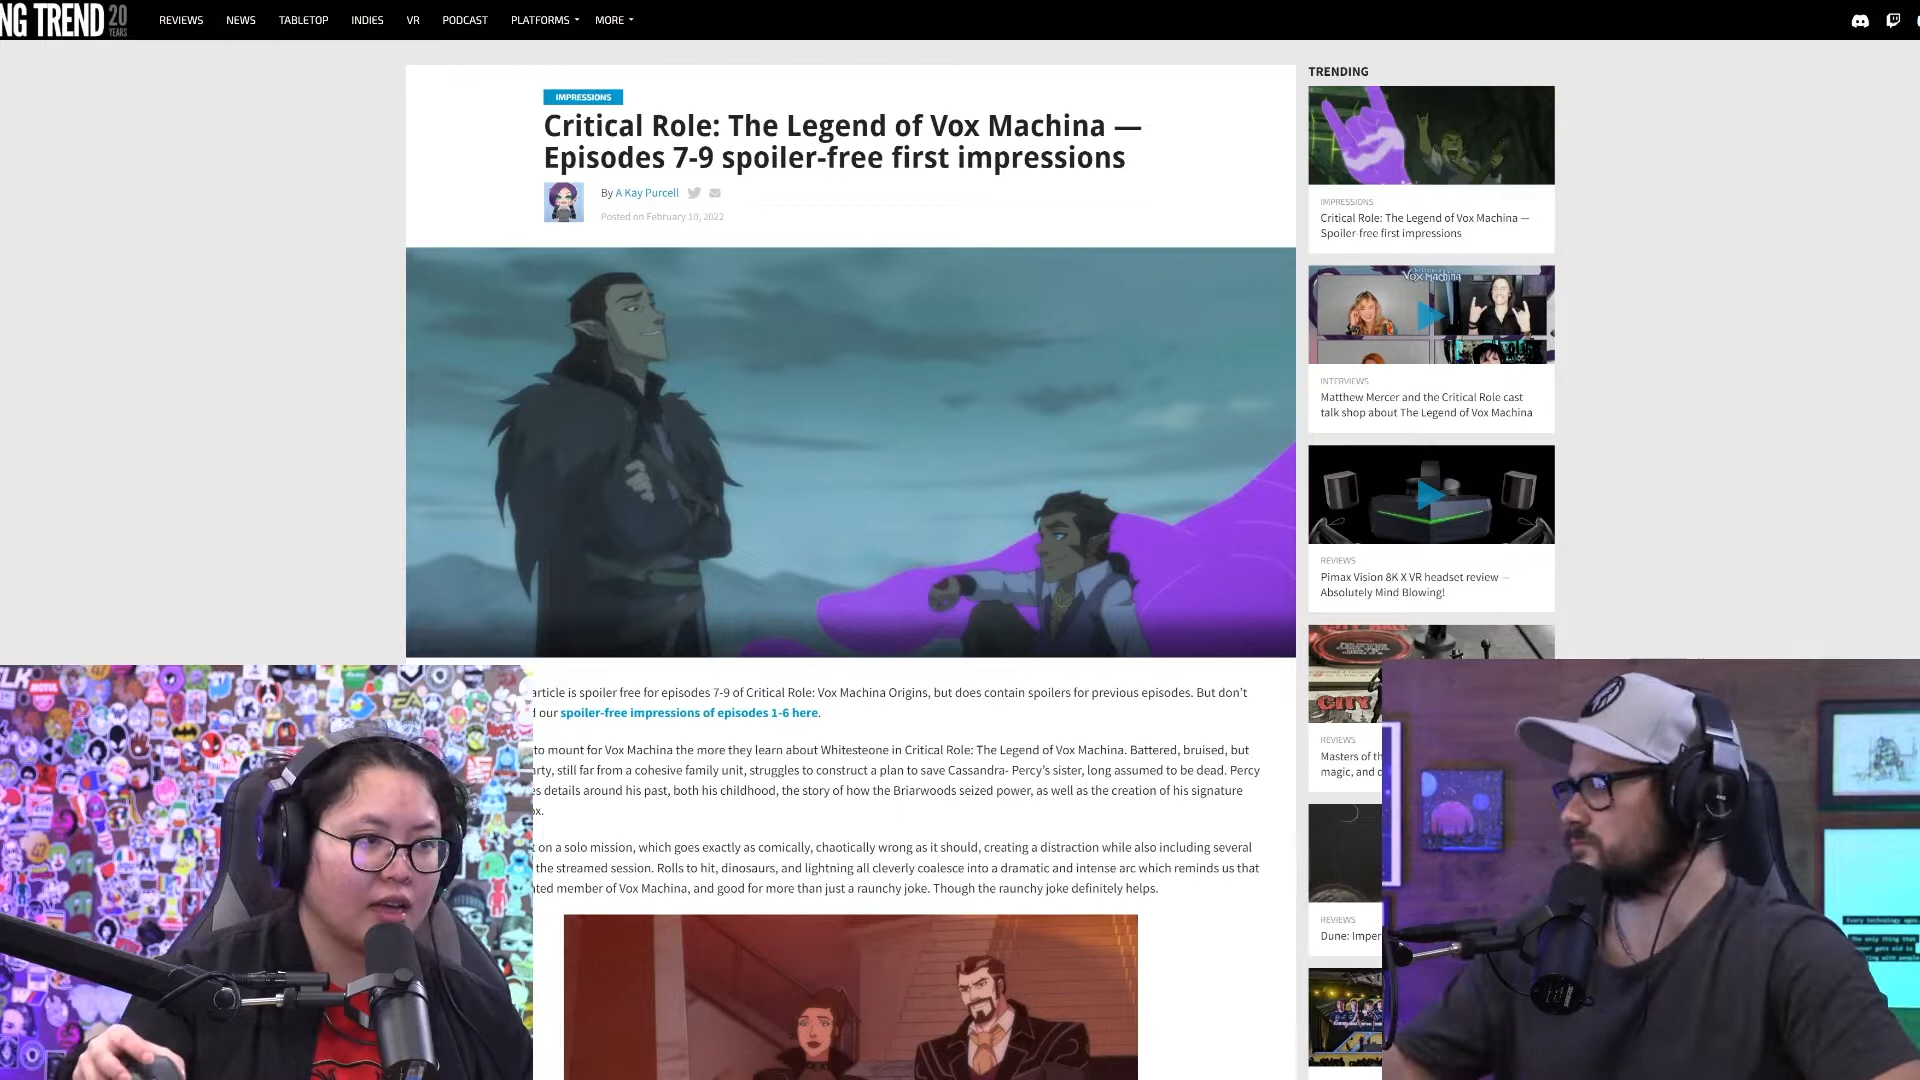 NG TREND 20
YEARS
REVIEWS NEWS TABLETOP INDIES VR PODCAST PLATFORMS MORE
IMPRESSIONS
Critical Role: The Legend of Vox Machina —
Episodes 7-9 spoiler-free first impressions
By A Kay Purcell
Posted on February 10, 2022
article is spoiler free for episodes 7-9 of Critical Role: Vox Machina Origins, but does contain spoilers for previous episodes. But don’t
our spoiler-free impressions of episodes 1-6 here.
to mount for Vox Machina the more they learn about Whitesteone in Critical Role: The Legend of Vox Machina. Battered, bruised, but
still far from a cohesive family unit, struggles to construct a plan to save Cassandra- Percy’s sister, long assumed to be dead. Percy
details around his past, both his childhood, the story of how the Briarwoods seized power, as well as the creation of his signature
on a solo mission, which goes exactly as comically, chaotically wrong as it should, creating a distraction while also including several
the streamed session. Rolls to hit, dinosaurs, and lightning all cleverly coalesce into a dramatic and intense arc which reminds us that
member of Vox Machina, and good for more than just a raunchy joke. Though the raunchy joke definitely helps.
TRENDING
IMPRESSIONS
Critical Role: The Legend of Vox Machina —
Spoiler-free first impressions
VOX MACHINA
INTERVIEWS
Matthew Mercer and the Critical Role cast
talk shop about The Legend of Vox Machina
REVIEWS
Pimax Vision 8K X VR headset review —
Absolutely Mind Blowing!
CITY
REVIEWS
Masters of th
magic, and
REVIEWS
Dune: Imper
Every technology ages
The only thing that